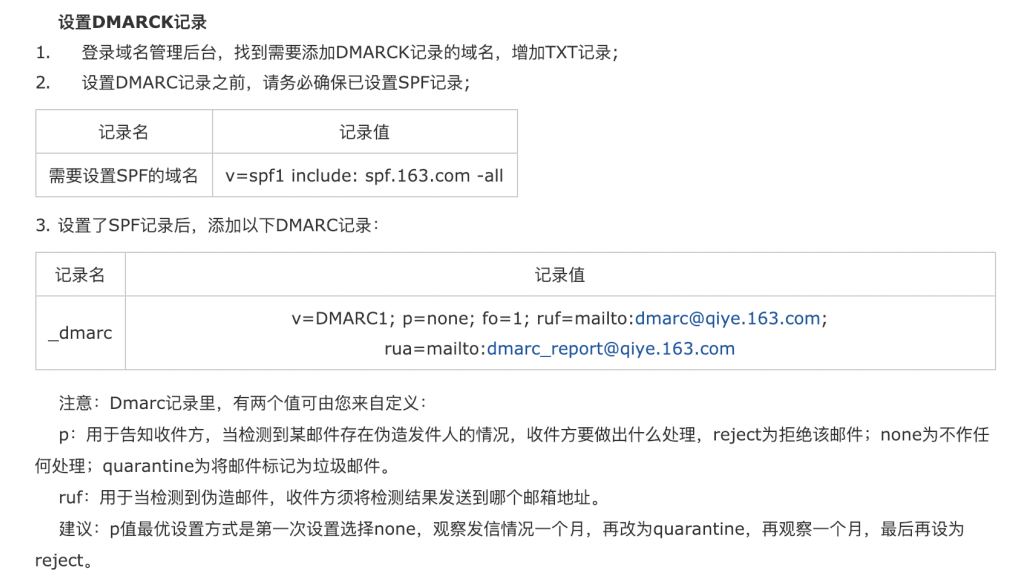 设置DMARCK记录
1. 登录域名管理后台，找到需要添加DMARCK记录的域名，增加TXT记录；
2. 设置DMARC记录之前，请务必确保已设置SPF记录；
记录名 记录值
需要设置SPF的域名 v=spf1 include: spf.163.com -all
3. 设置了SPF记录后，添加以下DMARC记录：
记录名 记录值
_dmarc v=DMARC1; p=none; fo=1; ruf=mailto:dmarc@qiye.163.com;
rua=mailto:dmarc_report@qiye.163.com
注意：Dmarc记录里，有两个值可由您来自定义：
p：用于告知收件方，当检测到某邮件存在伪造发件人的情况，收件方要做出什么处理，reject为拒绝该邮件；none为不作任
何处理；quarantine为将邮件标记为垃圾邮件。
ruf：用于当检测到伪造邮件，收件方须将检测结果发送到哪个邮箱地址。
建议：p值最优设置方式是第一次设置选择none，观察发信情况一个月，再改为quarantine，再观察一个月，最后再设为
reject。